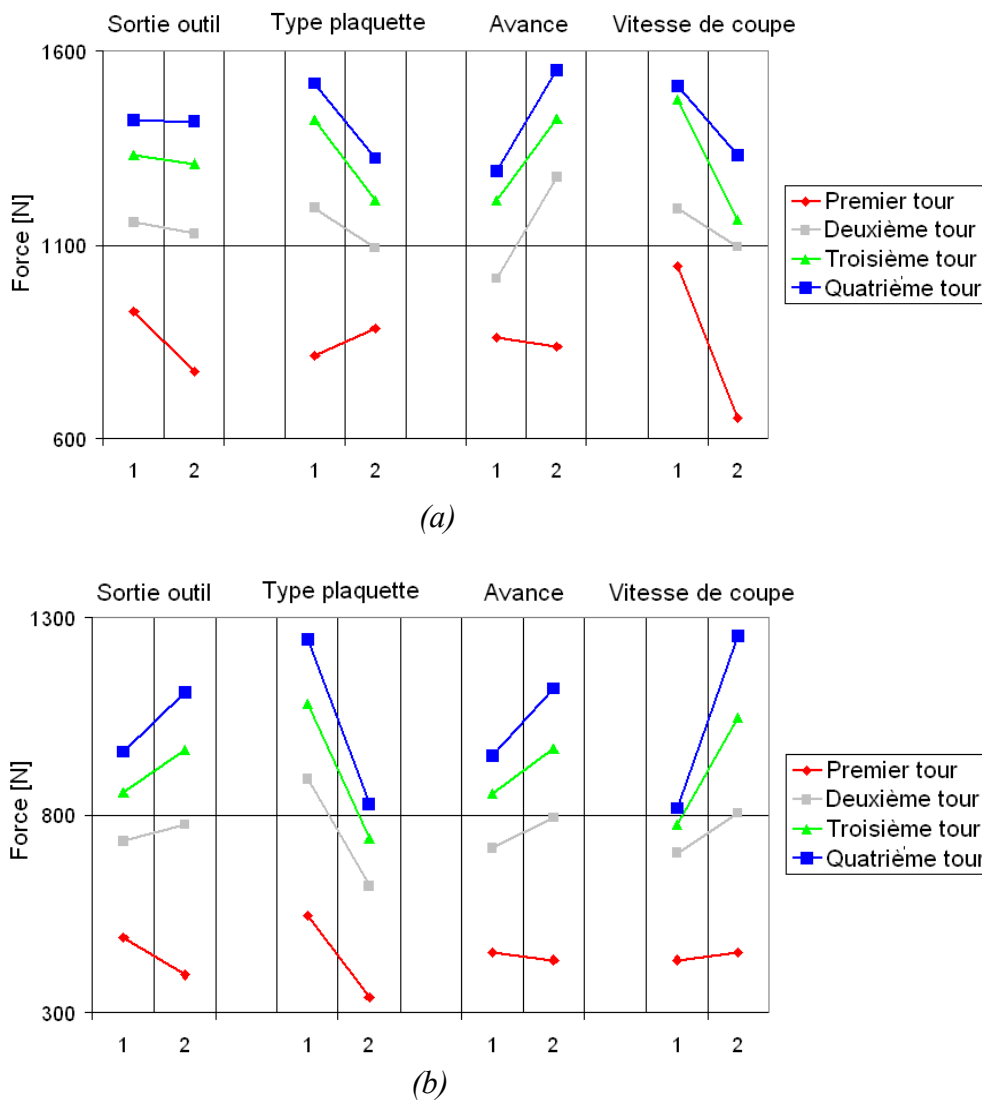 Sortie outil Type plaquette Avance Vitesse de coupe
1600
1100
600
Force [N]
1 2 1 2 1 2 1 2
Premier tour
Deuxième tour
Troisième tour
Quatrième tour
(a)
Sortie outil Type plaquette Avance Vitesse de coupe
1300
800
300
Force [N]
1 2 1 2 1 2 1 2
Premier tour
Deuxième tour
Troisième tour
Quatrième tour
(b)